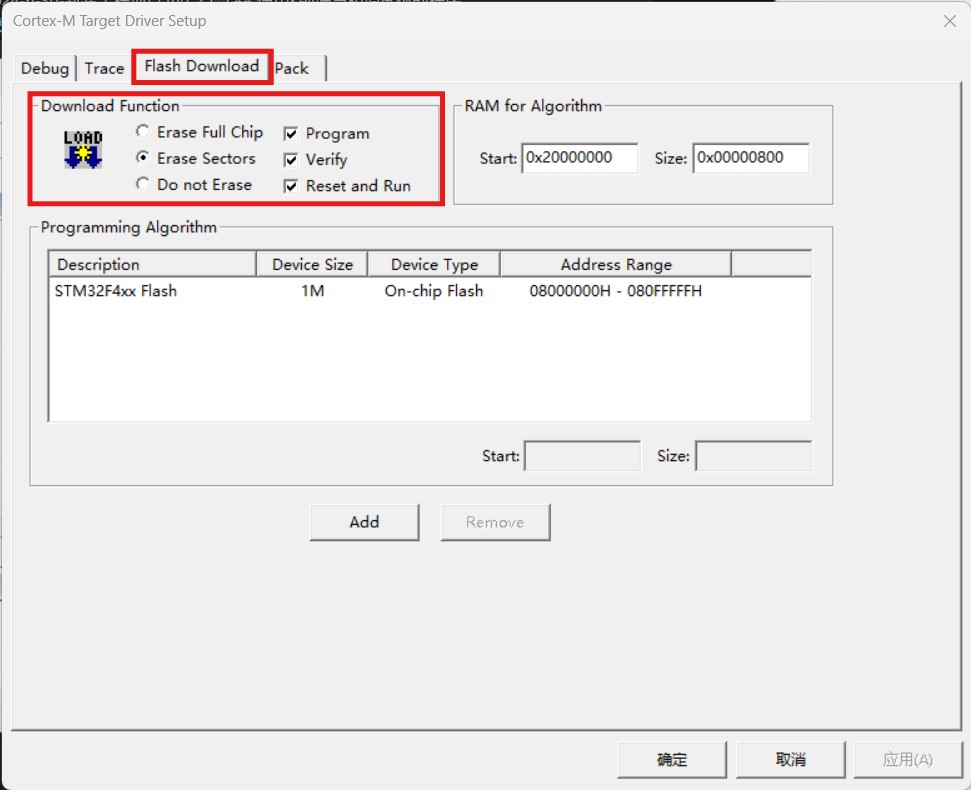 Cortex-M Target Driver Setup
Debug Trace Flash Download Pack
Download Function
LOAD
Erase Full Chip Program
Erase Sectors Verify
Do not Erase Reset and Run
RAM for Algorithm
Start: 0x20000000 Size: 0x00000800
Programming Algorithm
Description Device Size Device Type Address Range
STM32F4xx Flash 1M On-chip Flash 08000000H - 080FFFFFH
Start: Size:
Add Remove
确定 取消 应用(A)